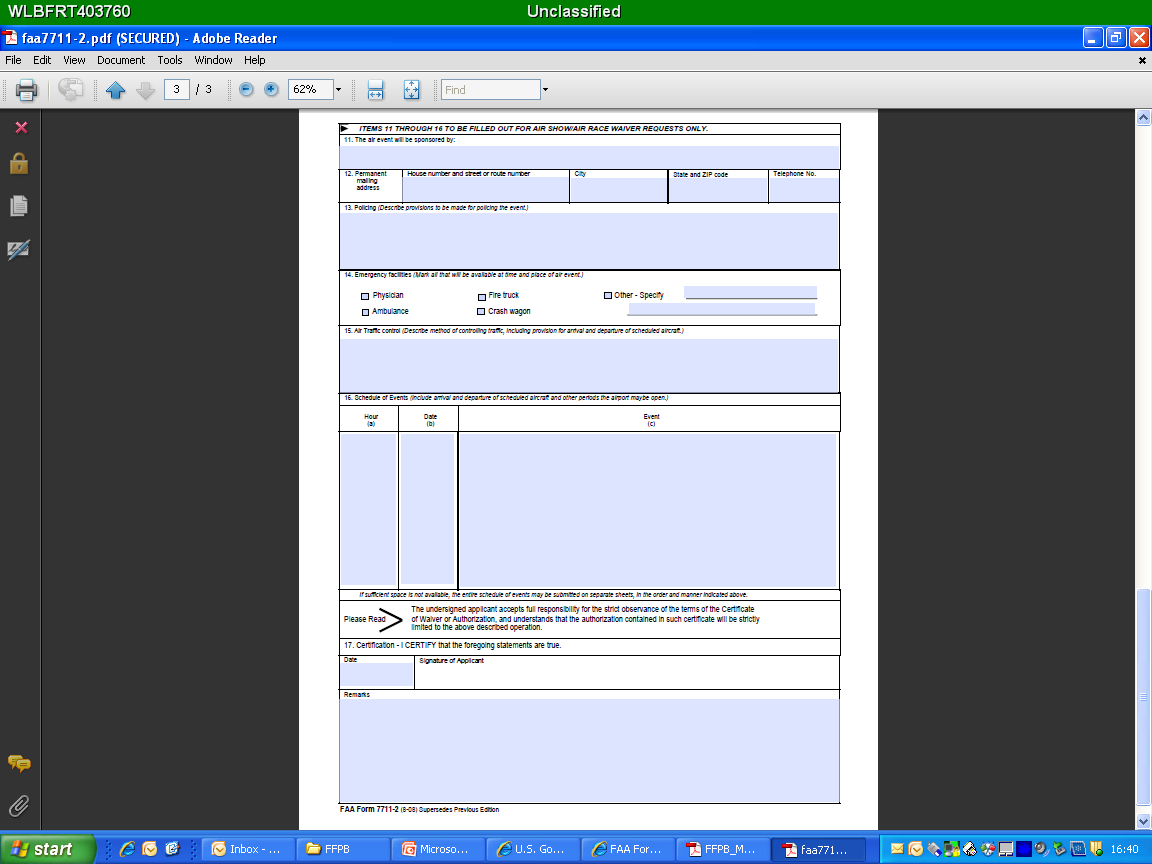 WLBFRT403760 Unclassified
faa7711-2.pdf (SECURED) - Adobe Reader
File Edit View Document Tools Window Help
3 / 3 62% Find
ITEMS 11 THROUGH 16 TO BE FILLED OUT FOR AIR SHOW/AIR RACE WAIVER REQUESTS ONLY.
11. The air event will be sponsored by:
12. Permanent mailing address
House number and street or route number
City
State and ZIP code
Telephone No.
13. Policing (Describe provisions to be made for policing the event.)
14. Emergency facilities (Mark all that will be available at time and place of air event.)
Physician Fire truck Other - Specify
Ambulance Crash wagon
15. Air Traffic control (Describe method of controlling traffic, including provision for arrival and departure of scheduled aircraft.)
16. Schedule of Events (Include arrival and departure of scheduled aircraft and other periods the airport maybe open.)
Hour Date Event
(a) (b) (c)
If sufficient space is not available, the entire schedule of events may be submitted on separate sheets, in the order and manner indicated above.
Please Read
The undersigned applicant accepts full responsibility for the strict observance of the terms of the Certificate
of Waiver or Authorization, and understands that the authorization contained in such certificate will be strictly
limited to the above described operation.
17. Certification - I CERTIFY that the foregoing statements are true.
Date Signature of Applicant
Remarks
FAA Form 7711-2 (8-08) Supersedes Previous Edition
start Inbox - ... FFPB Microso... U.S. Go... FAA For... FFPB_M... faa771... 16:40